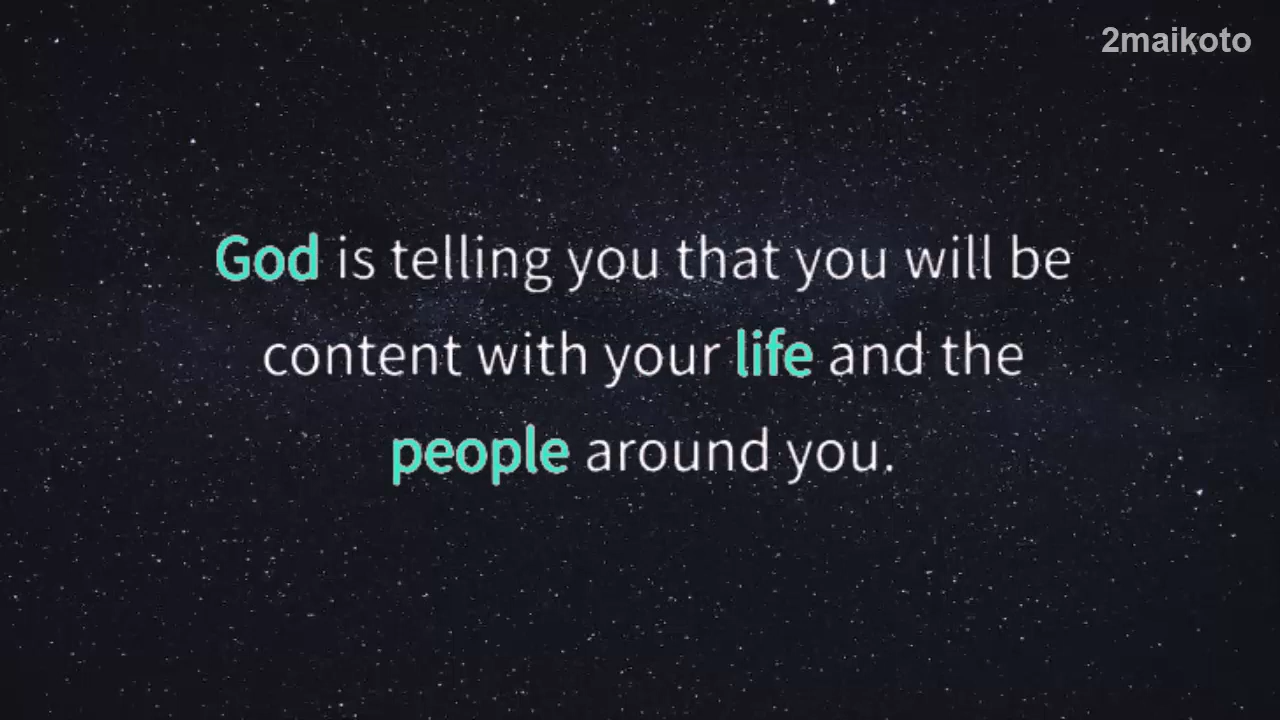 2maikoto
God is telling you that you will be
content with your life and the
people around you.